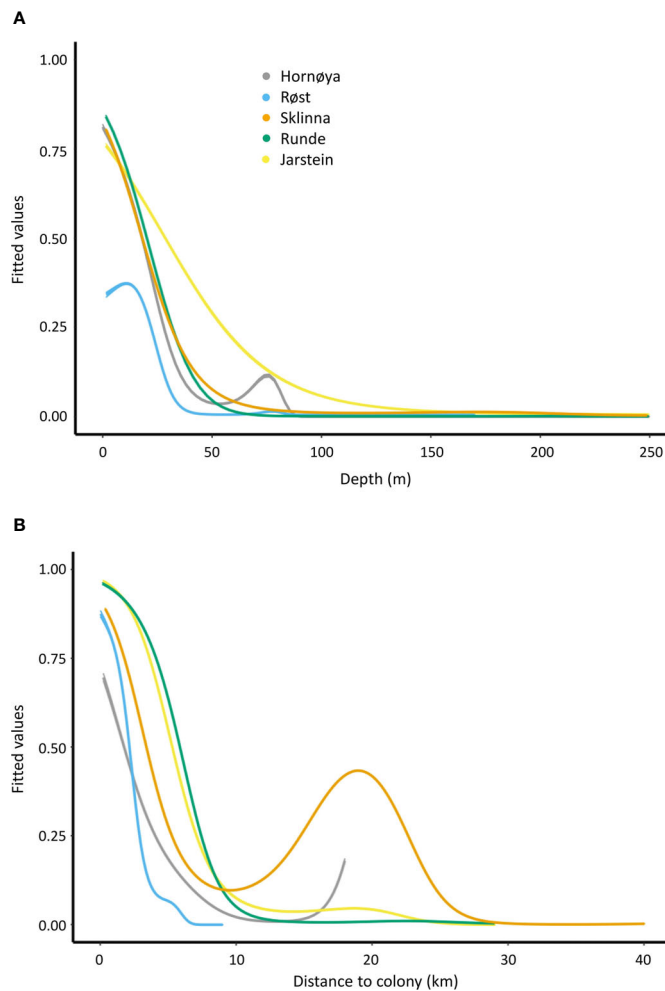 A
1.00
0.75
0.50
0.25
0.00
Fitted values
Hornøya
Røst
Sklinna
Runde
Jarstein
0 50 100 150 200 250
Depth (m)
B
1.00
0.75
0.50
0.25
0.00
Fitted values
0 10 20 30 40
Distance to colony (km)